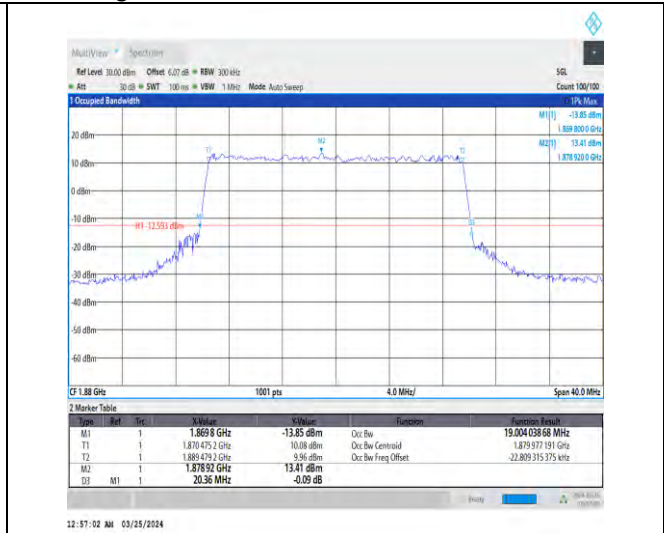 MultiView Spectrum
Ref Level 30.00 dBm Offset 6.07 dB RBW 300 kHz SGL
Att 30 dB SWT 100 ms VBW 1 MHz Mode Auto Sweep Count 100/100
1 Occupied Bandwidth 1Pk Max
M1[1] -13.85 dBm
1.869 800 0 GHz
M2[1] 13.41 dBm
1.878 920 0 GHz
20 dBm
T1 M2 T2
10 dBm
0 dBm
-10 dBm
M1 D3
H1 -12.593 dBm
-20 dBm
-30 dBm
-40 dBm
-50 dBm
-60 dBm
CF 1.88 GHz 1001 pts 4.0 MHz/ Span 40.0 MHz
2 Marker Table
Type Ref Trc X-Value Y-Value Function Function Result
M1 1 1.869 8 GHz -13.85 dBm Occ Bw 19.004 038 68 MHz
T1 1 1.870 475 2 GHz 10.08 dBm Occ Bw Centroid 1.879 977 191 GHz
T2 1 1.889 479 2 GHz 9.96 dBm Occ Bw Freq Offset -22.809 315 375 kHz
M2 1 1.878 92 GHz 13.41 dBm
D3 M1 1 20.36 MHz -0.09 dB
Ready
12:57:02 AM 03/25/2024